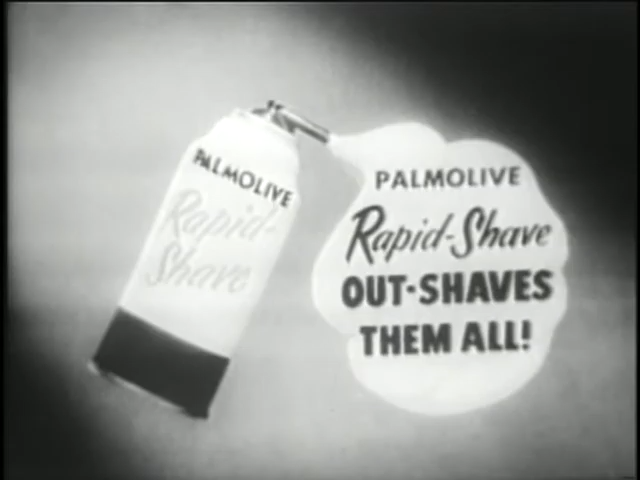 PALMOLIVE
Rapid-
Shave
PALMOLIVE
Rapid-Shave
OUT-SHAVES
THEM ALL!